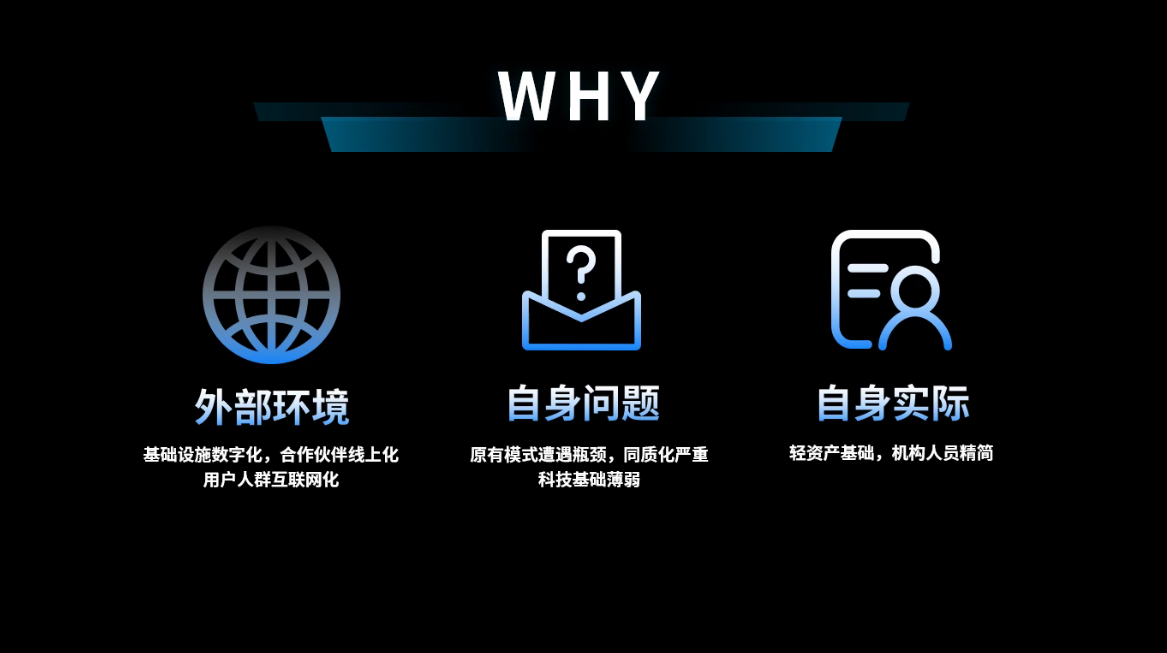 WHY
外部环境
基础设施数字化，合作伙伴线上化
用户人群互联网化
自身问题
原有模式遭遇瓶颈，同质化严重
科技基础薄弱
自身实际
轻资产基础，机构人员精简